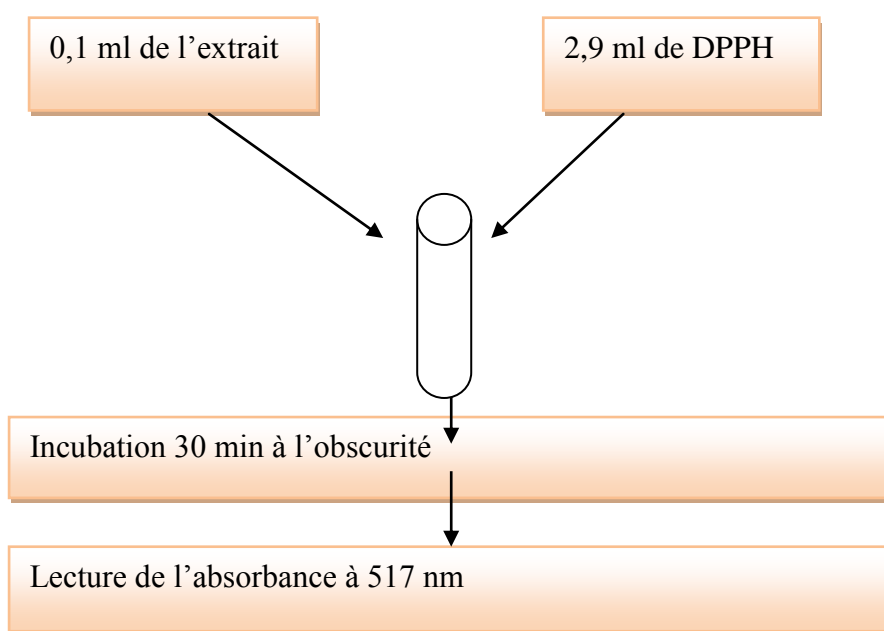 0,1 ml de l’extrait
2,9 ml de DPPH
Incubation 30 min à l’obscurité
Lecture de l’absorbance à 517 nm